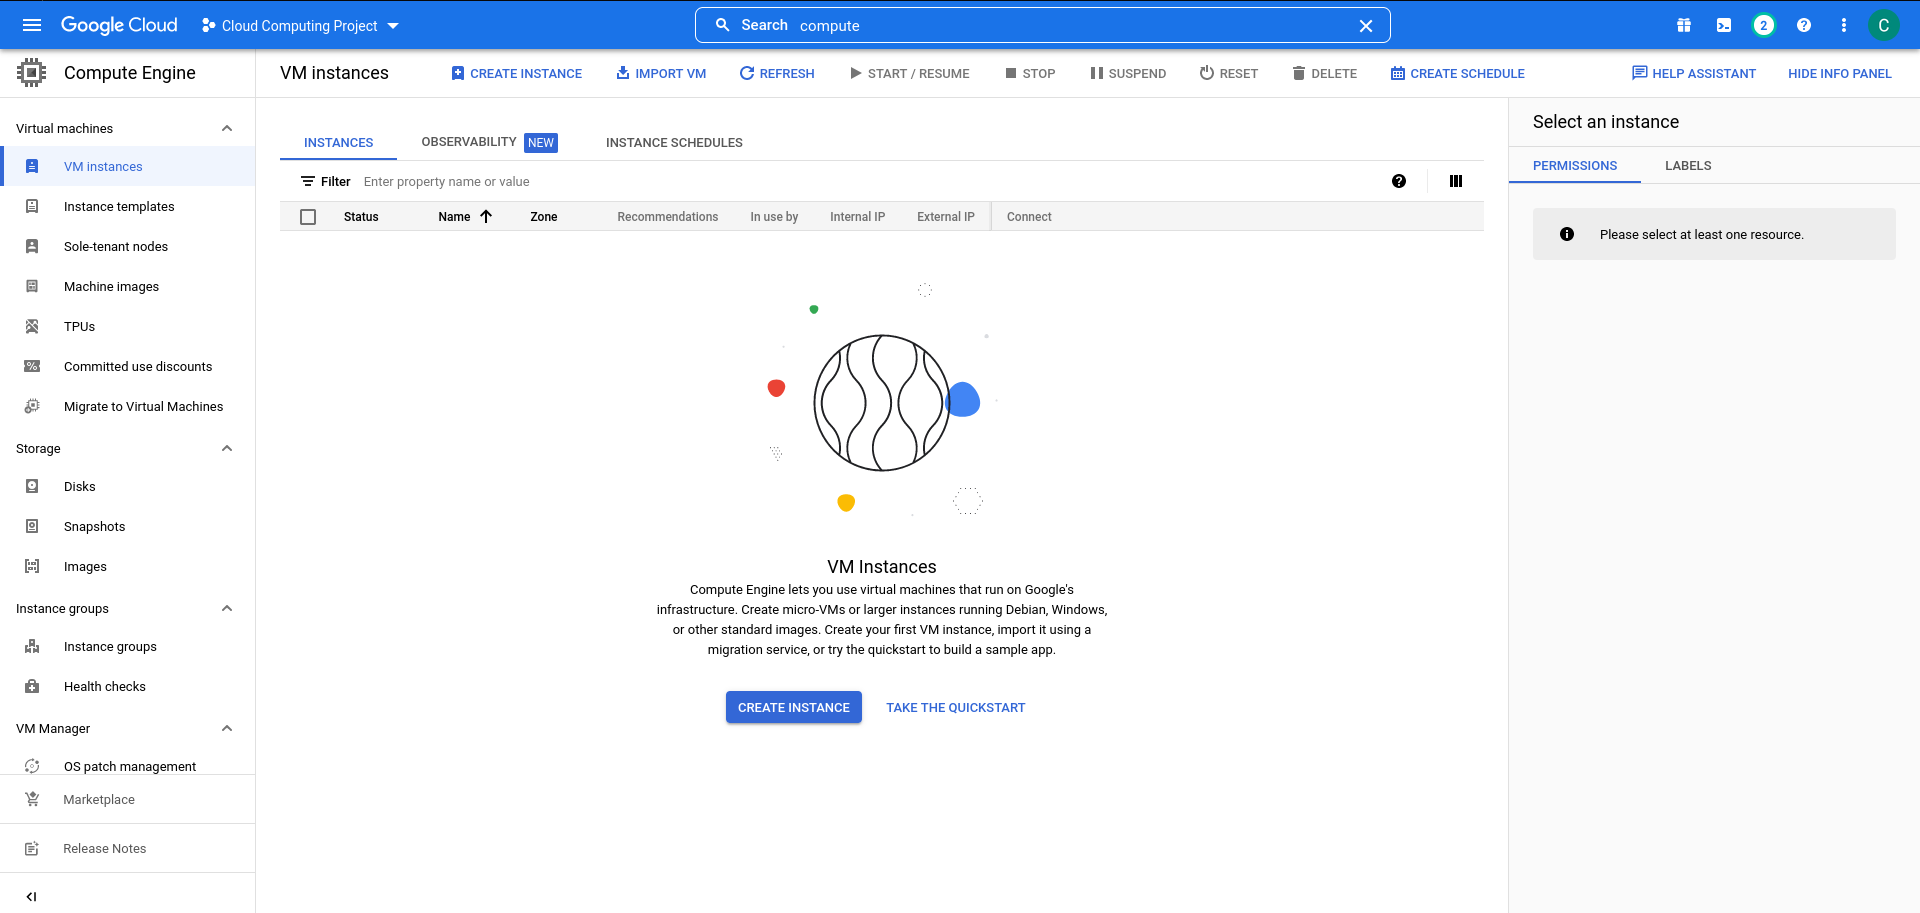 Google Cloud
Cloud Computing Project
Search compute
2
C
Compute Engine
VM instances
CREATE INSTANCE
IMPORT VM
REFRESH
START / RESUME
STOP
SUSPEND
RESET
DELETE
CREATE SCHEDULE
HELP ASSISTANT
HIDE INFO PANEL
Virtual machines
VM instances
Instance templates
Sole-tenant nodes
Machine images
TPUs
Committed use discounts
Migrate to Virtual Machines
Storage
Disks
Snapshots
Images
Instance groups
Instance groups
Health checks
VM Manager
OS patch management
Marketplace
Release Notes
INSTANCES
OBSERVABILITY NEW
INSTANCE SCHEDULES
Filter Enter property name or value
Status Name Zone Recommendations In use by Internal IP External IP Connect
VM Instances
Compute Engine lets you use virtual machines that run on Google's
infrastructure. Create micro-VMs or larger instances running Debian, Windows,
or other standard images. Create your first VM instance, import it using a
migration service, or try the quickstart to build a sample app.
CREATE INSTANCE
TAKE THE QUICKSTART
Select an instance
PERMISSIONS
LABELS
Please select at least one resource.